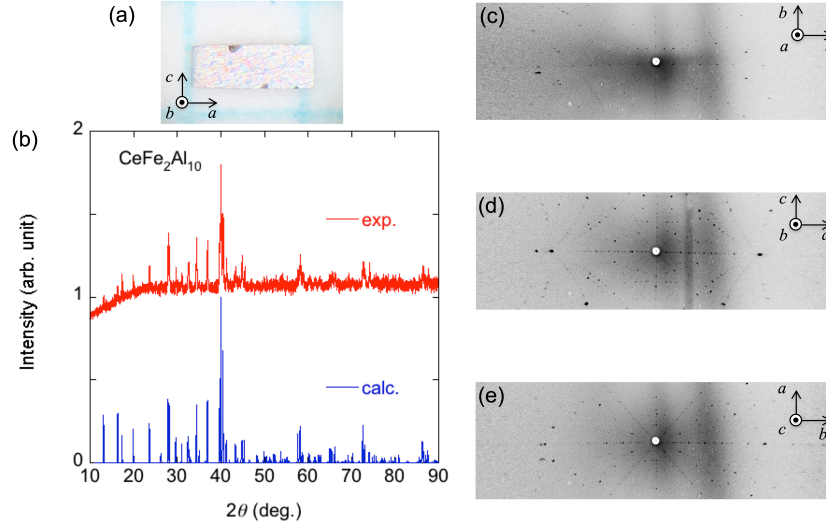 (a)
c
b
a
(b)
2
CeFe2Al10
exp.
1
calc.
0
10 20 30 40 50 60 70 80 90
2θ (deg.)
Intensity (arb. unit)
(c)
b
a
(d)
c
b
(e)
a
c